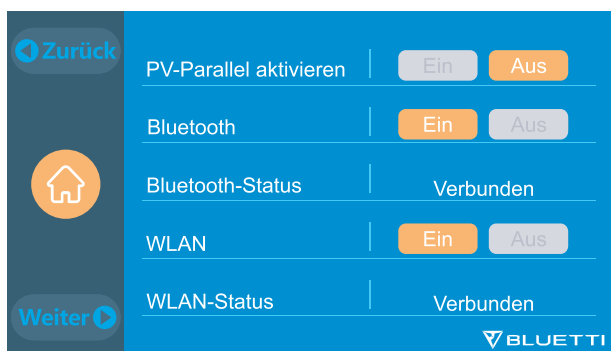 Zurück
PV-Parallel aktivieren Ein Aus
Bluetooth Ein Aus
Bluetooth-Status Verbunden
WLAN Ein Aus
WLAN-Status Verbunden
Weiter
BLUETTI